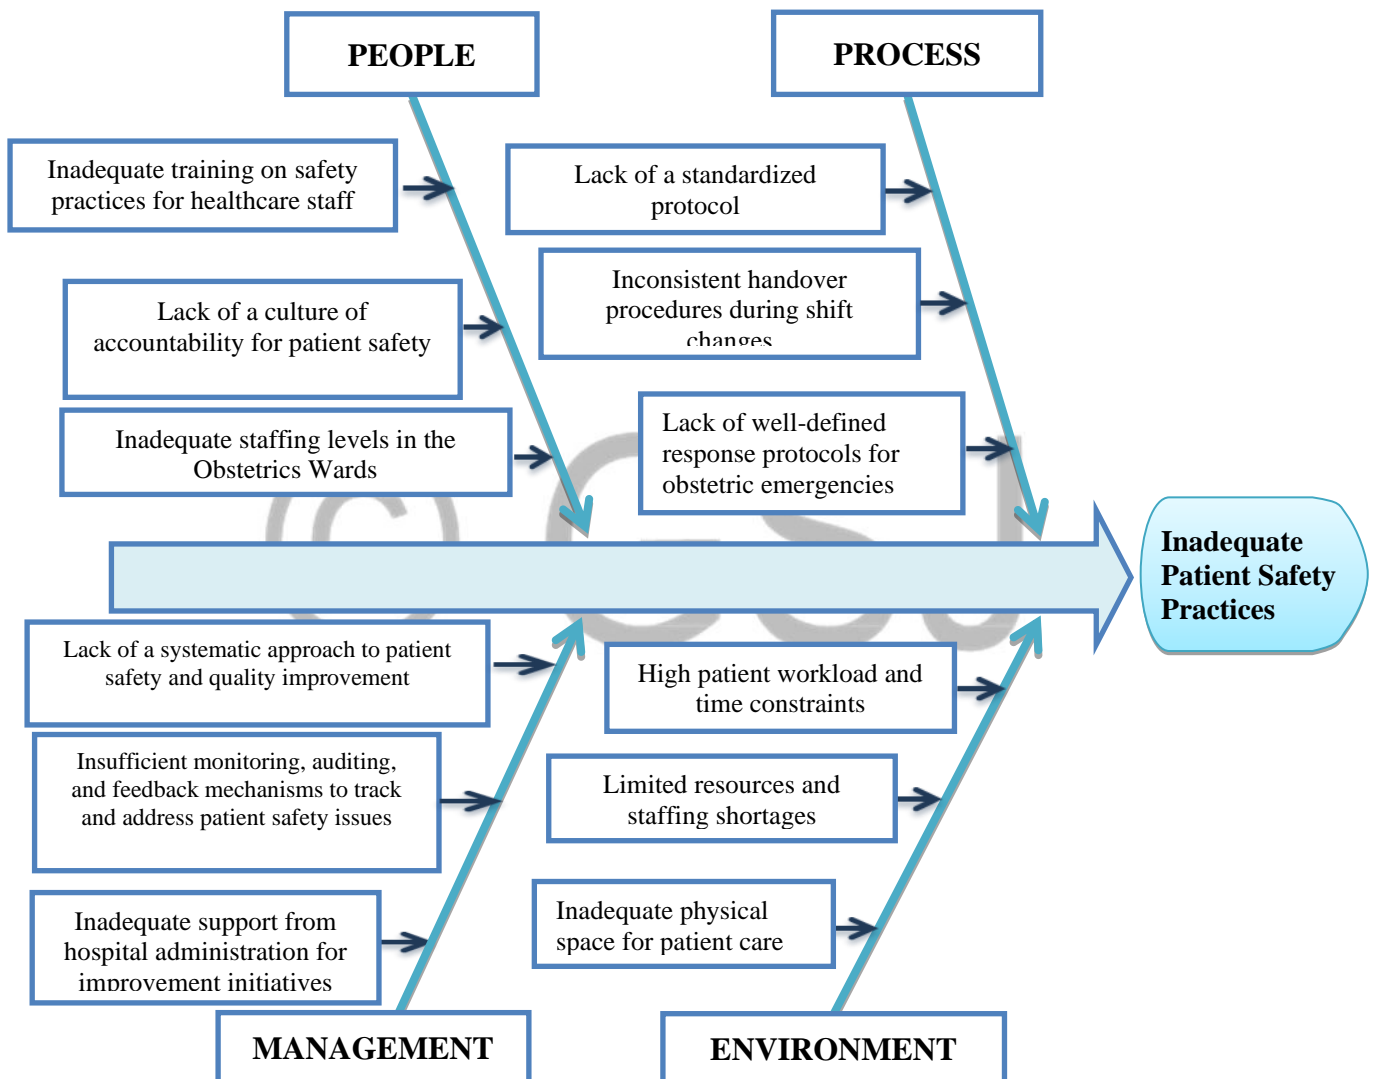 PEOPLE
PROCESS
Inadequate training on safety
practices for healthcare staff
Lack of a standardized
protocol
Lack of a culture of
accountability for patient safety
Inconsistent handover
procedures during shift
changes
Inadequate staffing levels in the
Obstetrics Wards
Lack of well-defined
response protocols for
obstetric emergencies
© GSJ
Inadequate
Patient Safety
Practices
Lack of a systematic approach to patient
safety and quality improvement
High patient workload and
time constraints
Insufficient monitoring, auditing,
and feedback mechanisms to track
and address patient safety issues
Limited resources and
staffing shortages
Inadequate support from
hospital administration for
improvement initiatives
Inadequate physical
space for patient care
MANAGEMENT
ENVIRONMENT